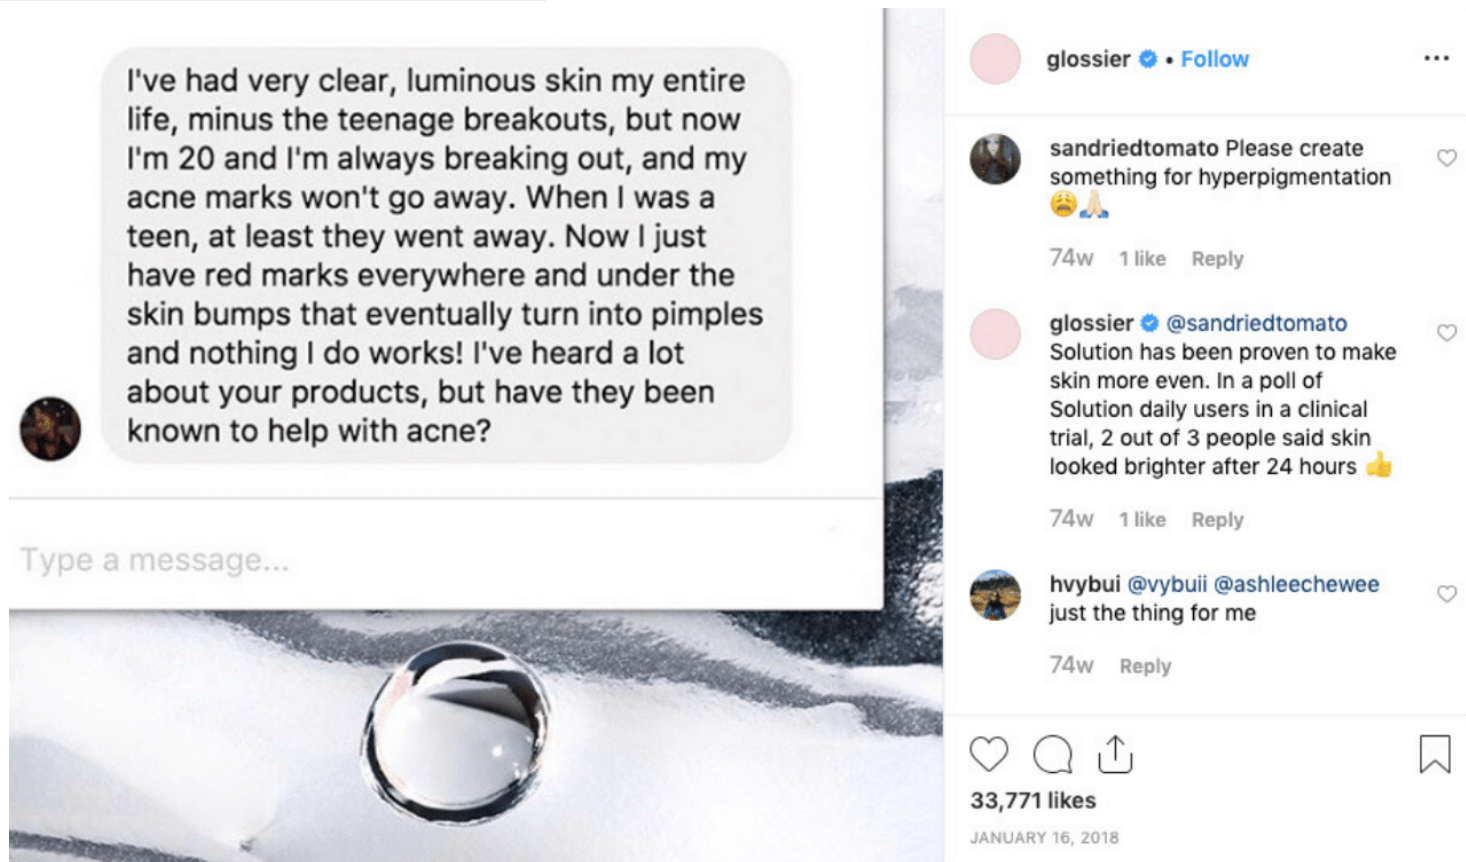 I've had very clear, luminous skin my entire
life, minus the teenage breakouts, but now
I'm 20 and I'm always breaking out, and my
acne marks won't go away. When I was a
teen, at least they went away. Now I just
have red marks everywhere and under the
skin bumps that eventually turn into pimples
and nothing I do works! I've heard a lot
about your products, but have they been
known to help with acne?
Type a message...
glossier • Follow
sandriedtomato Please create
something for hyperpigmentation
😩🙏🏻
74w 1 like Reply
glossier @sandriedtomato
Solution has been proven to make
skin more even. In a poll of
Solution daily users in a clinical
trial, 2 out of 3 people said skin
looked brighter after 24 hours 👍
74w 1 like Reply
hvybui @vybuii @ashleechewee
just the thing for me
74w Reply
33,771 likes
JANUARY 16, 2018